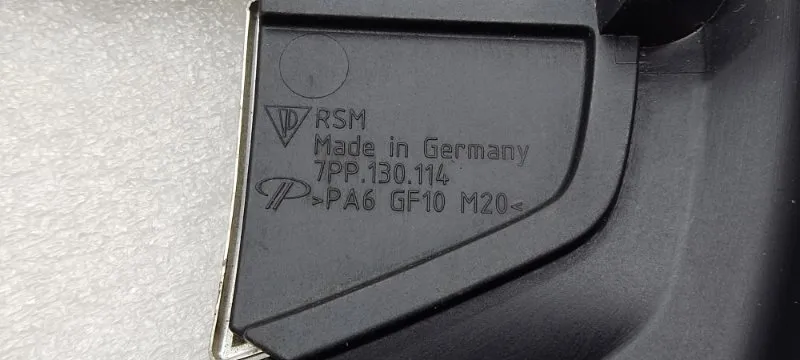 RSM
Made in Germany
7PP.130.114
>PA6 GF10 M20<